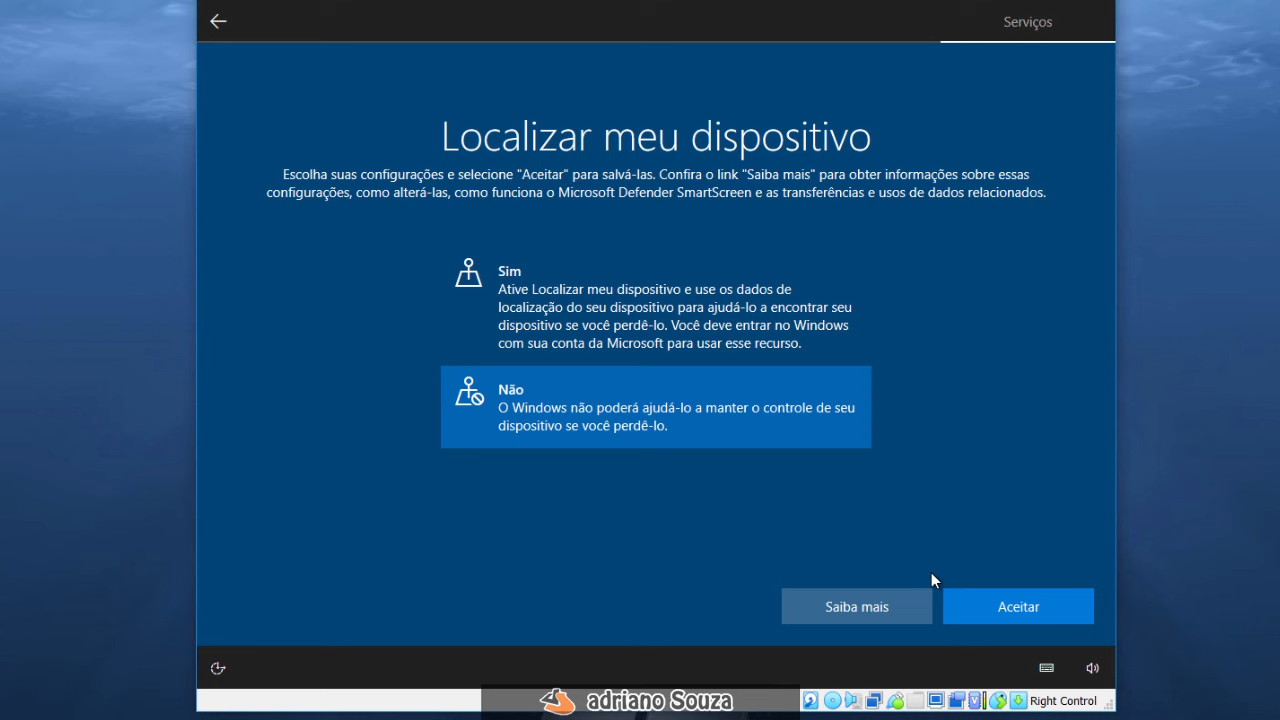 Serviços
Localizar meu dispositivo
Escolha suas configurações e selecione "Aceitar" para salvá-las. Confira o link "Saiba mais" para obter informações sobre essas
configurações, como alterá-las, como funciona o Microsoft Defender SmartScreen e as transferências e usos de dados relacionados.
Sim
Ative Localizar meu dispositivo e use os dados de
localização do seu dispositivo para ajudá-lo a encontrar seu
dispositivo se você perdê-lo. Você deve entrar no Windows
com sua conta da Microsoft para usar esse recurso.
Não
O Windows não poderá ajudá-lo a manter o controle de seu
dispositivo se você perdê-lo.
Saiba mais
Aceitar
adriano Souza
Right Control